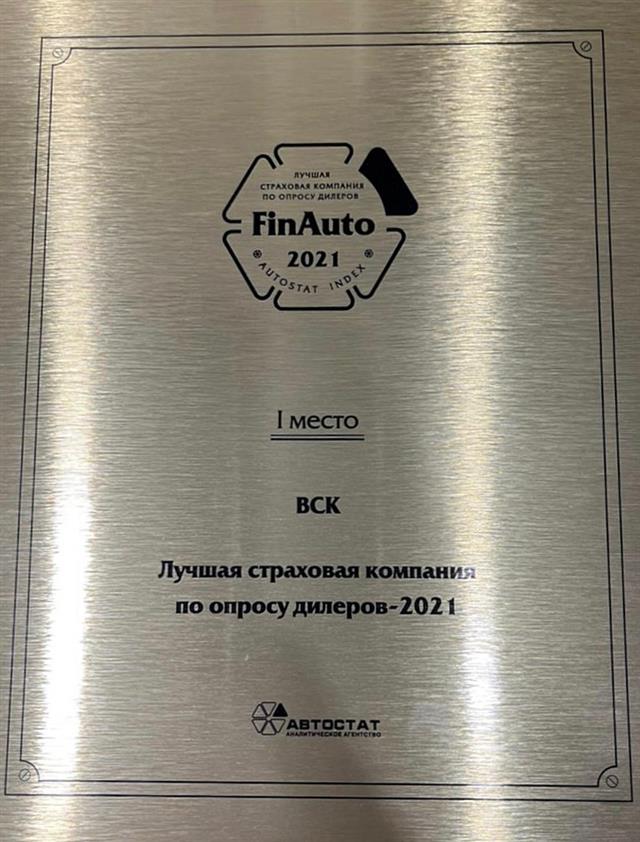 ЛУЧШАЯ
СТРАХОВАЯ КОМПАНИЯ
ПО ОПРОСУ ДИЛЕРОВ
FinAuto
2021
AUTOSTAT INDEX
I место
ВСК
Лучшая страховая компания
по опросу дилеров-2021
АВТОСТАТ
АНАЛИТИЧЕСКОЕ АГЕНТСТВО